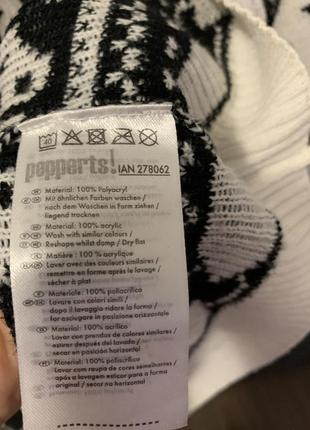 40
pepperts! IAN 278062
Material: 100% Polyacryl
Mit ähnlichen Farben waschen /
nach dem Waschen in Form ziehen /
liegend trocknen
Material: 100% acrylic
Wash with similar colours /
Reshape whilst damp / Dry flat
Matière : 100 % acrylique
Laver avec des couleurs similaires /
remettre en forme après le lavage /
sécher à plat
Materiale: 100% poliacrilico
Lavare con colori simili /
dopo il lavaggio ridare la forma /
far asciugare in posizione orizzontale
Material: 100% acrílico
Lavar con prendas de colores similares /
estirar después del lavado /
secar en posición horizontal
Material: 100% poliacrílico
Lavar com roupa de cores semelhantes /
após a lavagem esticar para a forma
original / secar na horizontal